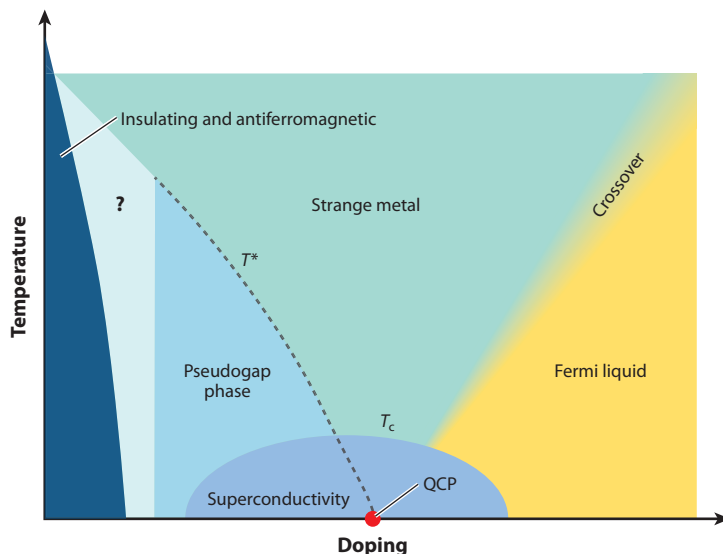 Insulating and antiferromagnetic
Crossover
?
Strange metal
T*
Temperature
Pseudogap
phase
Fermi liquid
Tc
QCP
Superconductivity
Doping